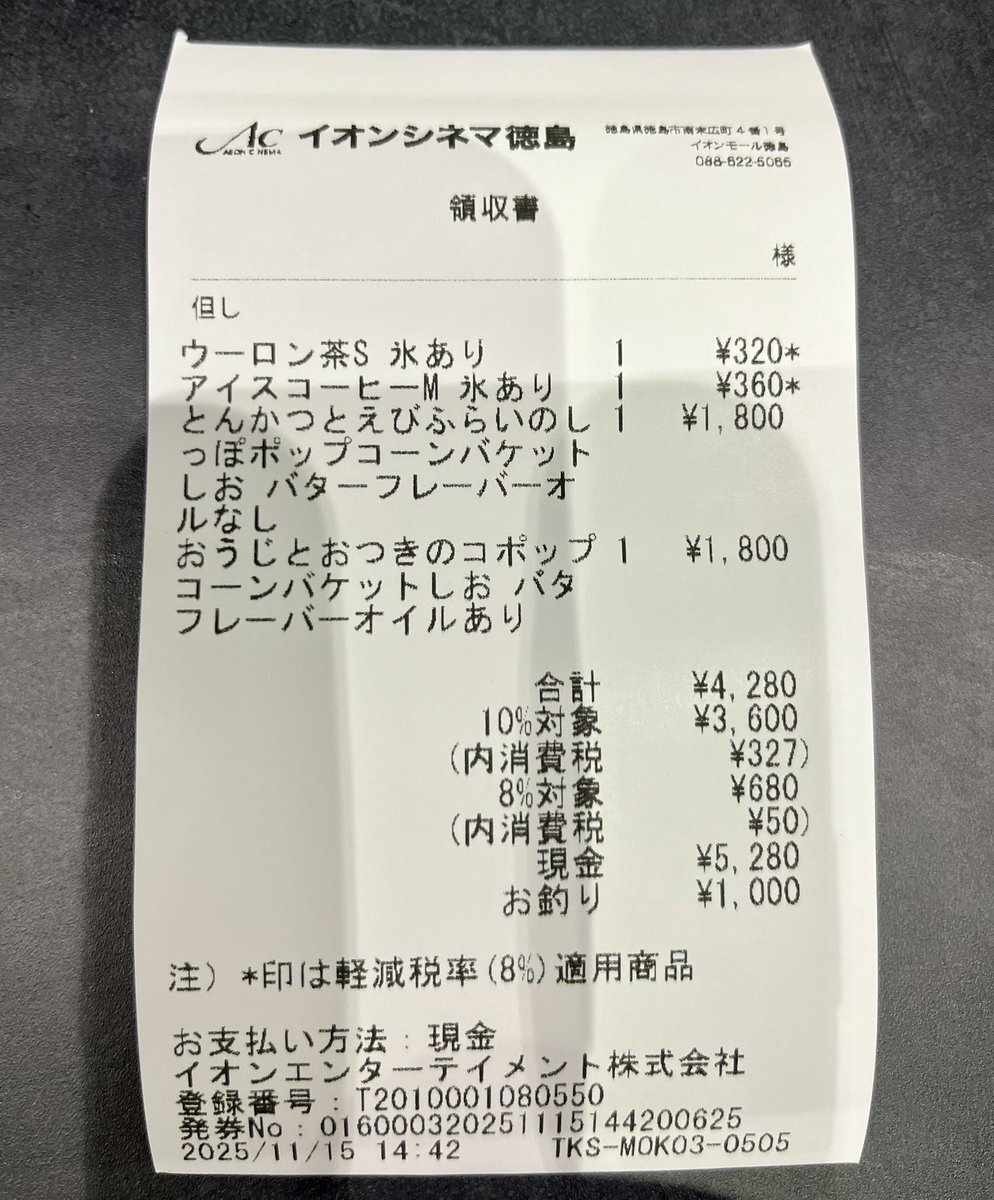 Ac イオンシネマ徳島
AEON CINEMA
徳島県徳島市南末広町4番1号
イオンモール徳島
088-622-5065
領収書
様
但し
ウーロン茶S 氷あり 1 ¥320*
アイスコーヒーM 氷あり 1 ¥360*
とんかつとえびふらいのし 1 ¥1,800
っぽポップコーンバケット
しお バターフレーバーオ
ルなし
おうじとおつきのコポップ 1 ¥1,800
コーンバケットしお バタ
フレーバーオイルあり
合計 ¥4,280
10%対象 ¥3,600
(内消費税 ¥327)
8%対象 ¥680
(内消費税 ¥50)
現金 ¥5,280
お釣り ¥1,000
注) *印は軽減税率(8%)適用商品
お支払い方法:現金
イオンエンターテイメント株式会社
登録番号:T2010001080550
発券No:01600032025111514420​0625
2025/11/15 14:42 TKS-MOK03-0505